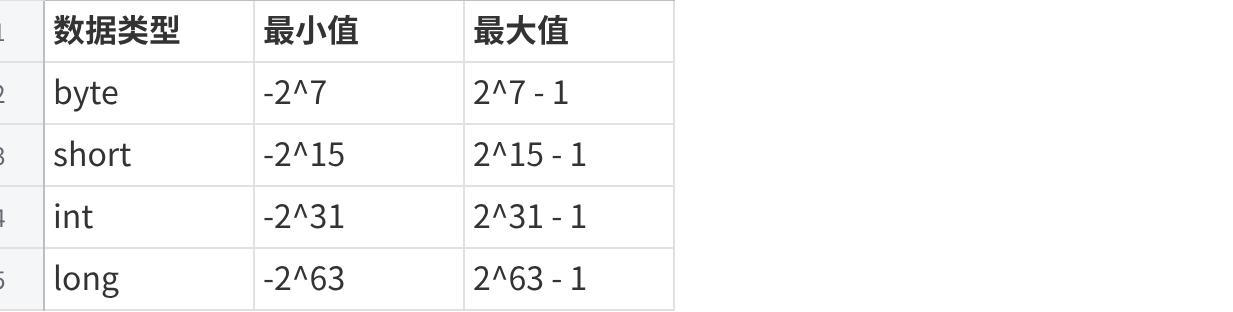 1 数据类型 最小值 最大值
2 byte -2^7 2^7 - 1
3 short -2^15 2^15 - 1
4 int -2^31 2^31 - 1
5 long -2^63 2^63 - 1